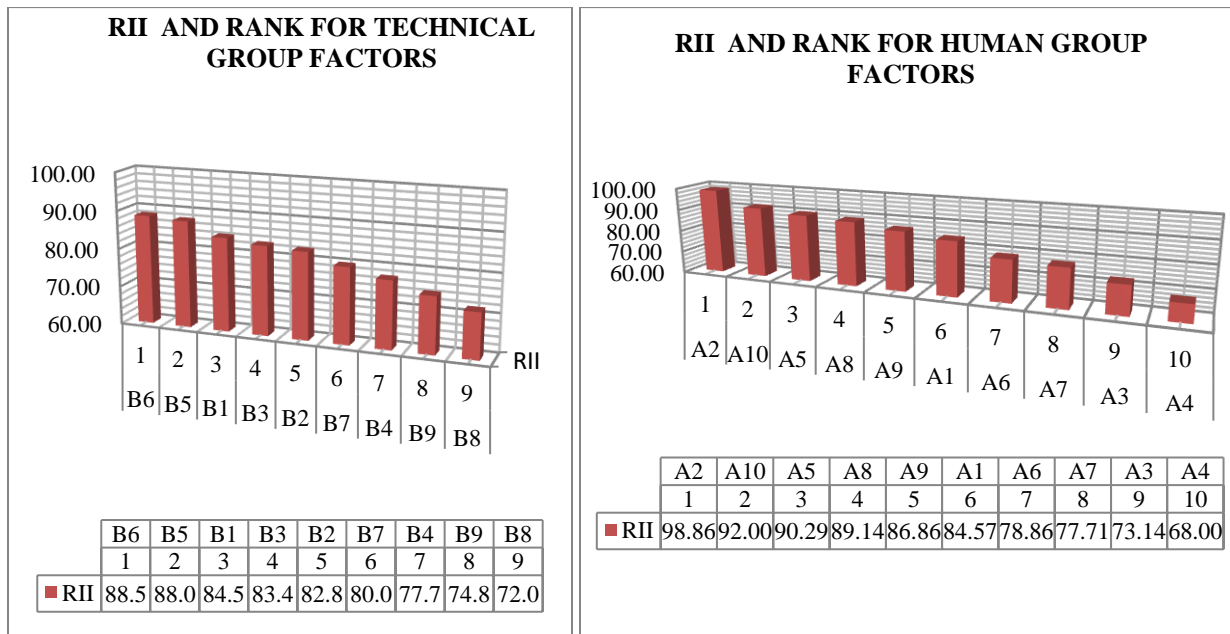 RII AND RANK FOR TECHNICAL
GROUP FACTORS
100.00
90.00
80.00
70.00
60.00
1 2 3 4 5 6 7 8 9
B6 B5 B1 B3 B2 B7 B4 B9 B8
RII
B6 B5 B1 B3 B2 B7 B4 B9 B8
1 2 3 4 5 6 7 8 9
RII 88.5 88.0 84.5 83.4 82.8 80.0 77.7 74.8 72.0
RII AND RANK FOR HUMAN GROUP
FACTORS
100.00
90.00
80.00
70.00
60.00
1 2 3 4 5 6 7 8 9 10
A2 A10 A5 A8 A9 A1 A6 A7 A3 A4
A2 A10 A5 A8 A9 A1 A6 A7 A3 A4
1 2 3 4 5 6 7 8 9 10
RII 98.86 92.00 90.29 89.14 86.86 84.57 78.86 77.71 73.14 68.00